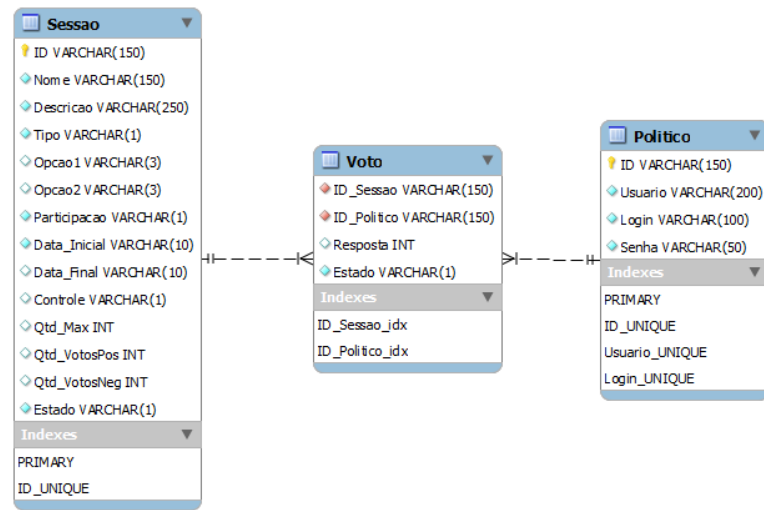 Sessao
ID VARCHAR(150)
Nome VARCHAR(150)
Descricao VARCHAR(250)
Tipo VARCHAR(1)
Opcao1 VARCHAR(3)
Opcao2 VARCHAR(3)
Participacao VARCHAR(1)
Data_Inicial VARCHAR(10)
Data_Final VARCHAR(10)
Controle VARCHAR(1)
Qtd_Max INT
Qtd_VotosPos INT
Qtd_VotosNeg INT
Estado VARCHAR(1)
Indexes
PRIMARY
ID_UNIQUE
Voto
ID_Sessao VARCHAR(150)
ID_Politico VARCHAR(150)
Resposta INT
Estado VARCHAR(1)
Indexes
ID_Sessao_idx
ID_Politico_idx
Politico
ID VARCHAR(150)
Usuario VARCHAR(200)
Login VARCHAR(100)
Senha VARCHAR(50)
Indexes
PRIMARY
ID_UNIQUE
Usuario_UNIQUE
Login_UNIQUE